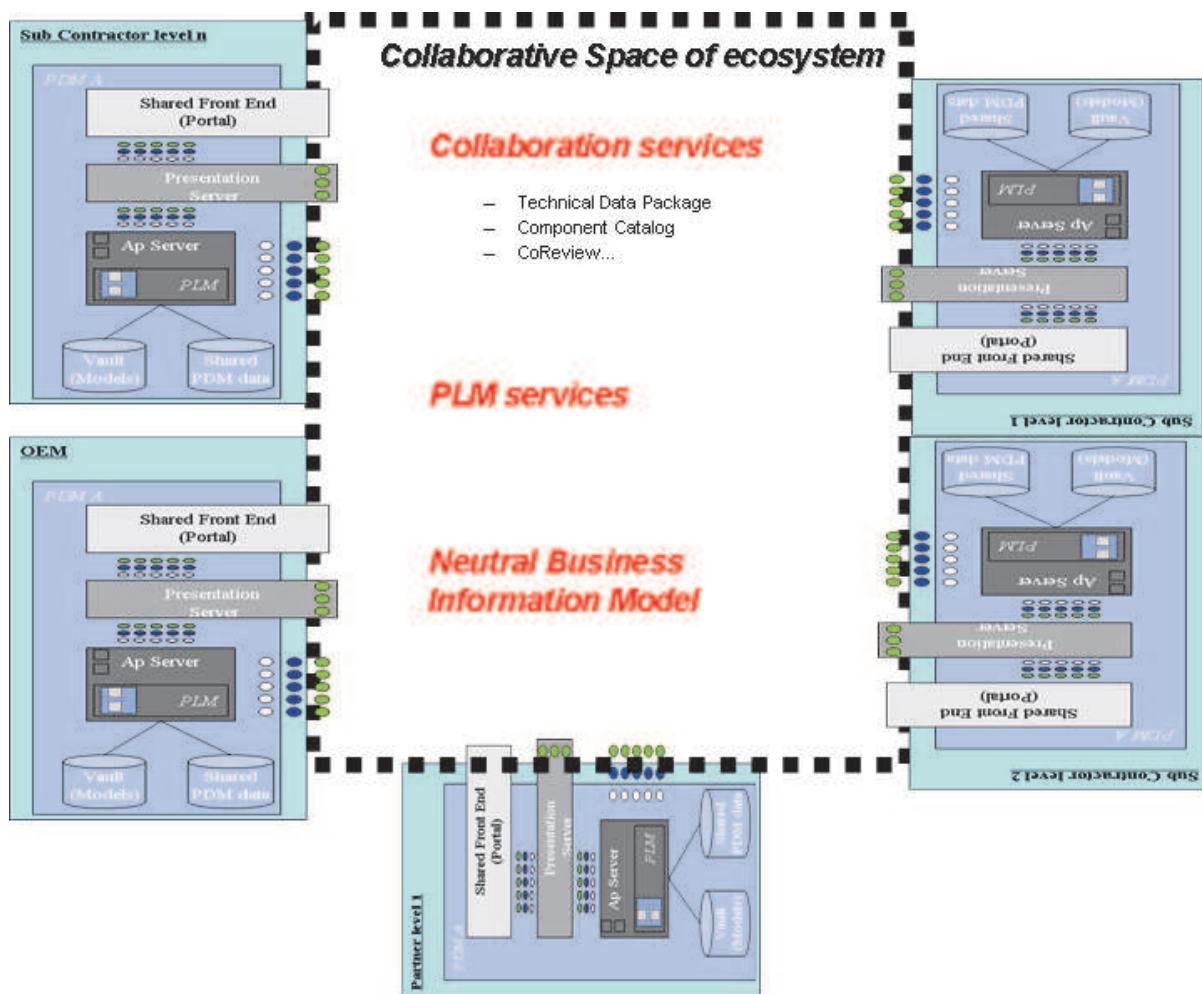 Sub Contractor level n
PDM A
Shared Front End
(Portal)
Presentation
Server
Ap Server
PLM
Vault
(Models)
Shared
PDM data
OEM
PDM A
Shared Front End
(Portal)
Presentation
Server
Ap Server
PLM
Vault
(Models)
Shared
PDM data
Collaborative Space of ecosystem
Collaboration services
– Technical Data Package
– Component Catalog
– CoReview...
PLM services
Neutral Business
Information Model
Partner level 1
PDM A
Shared Front End
(Portal)
Presentation
Server
Ap Server
PLM
Shared
PDM data
Vault
(Models)
Sub Contractor level 1
PDM A
Shared Front End
(Portal)
Presentation
Server
Ap Server
PLM
Vault
(Models)
Shared
PDM data
Sub Contractor level 2
PDM A
Shared Front End
(Portal)
Presentation
Server
Ap Server
PLM
Vault
(Models)
Shared
PDM data